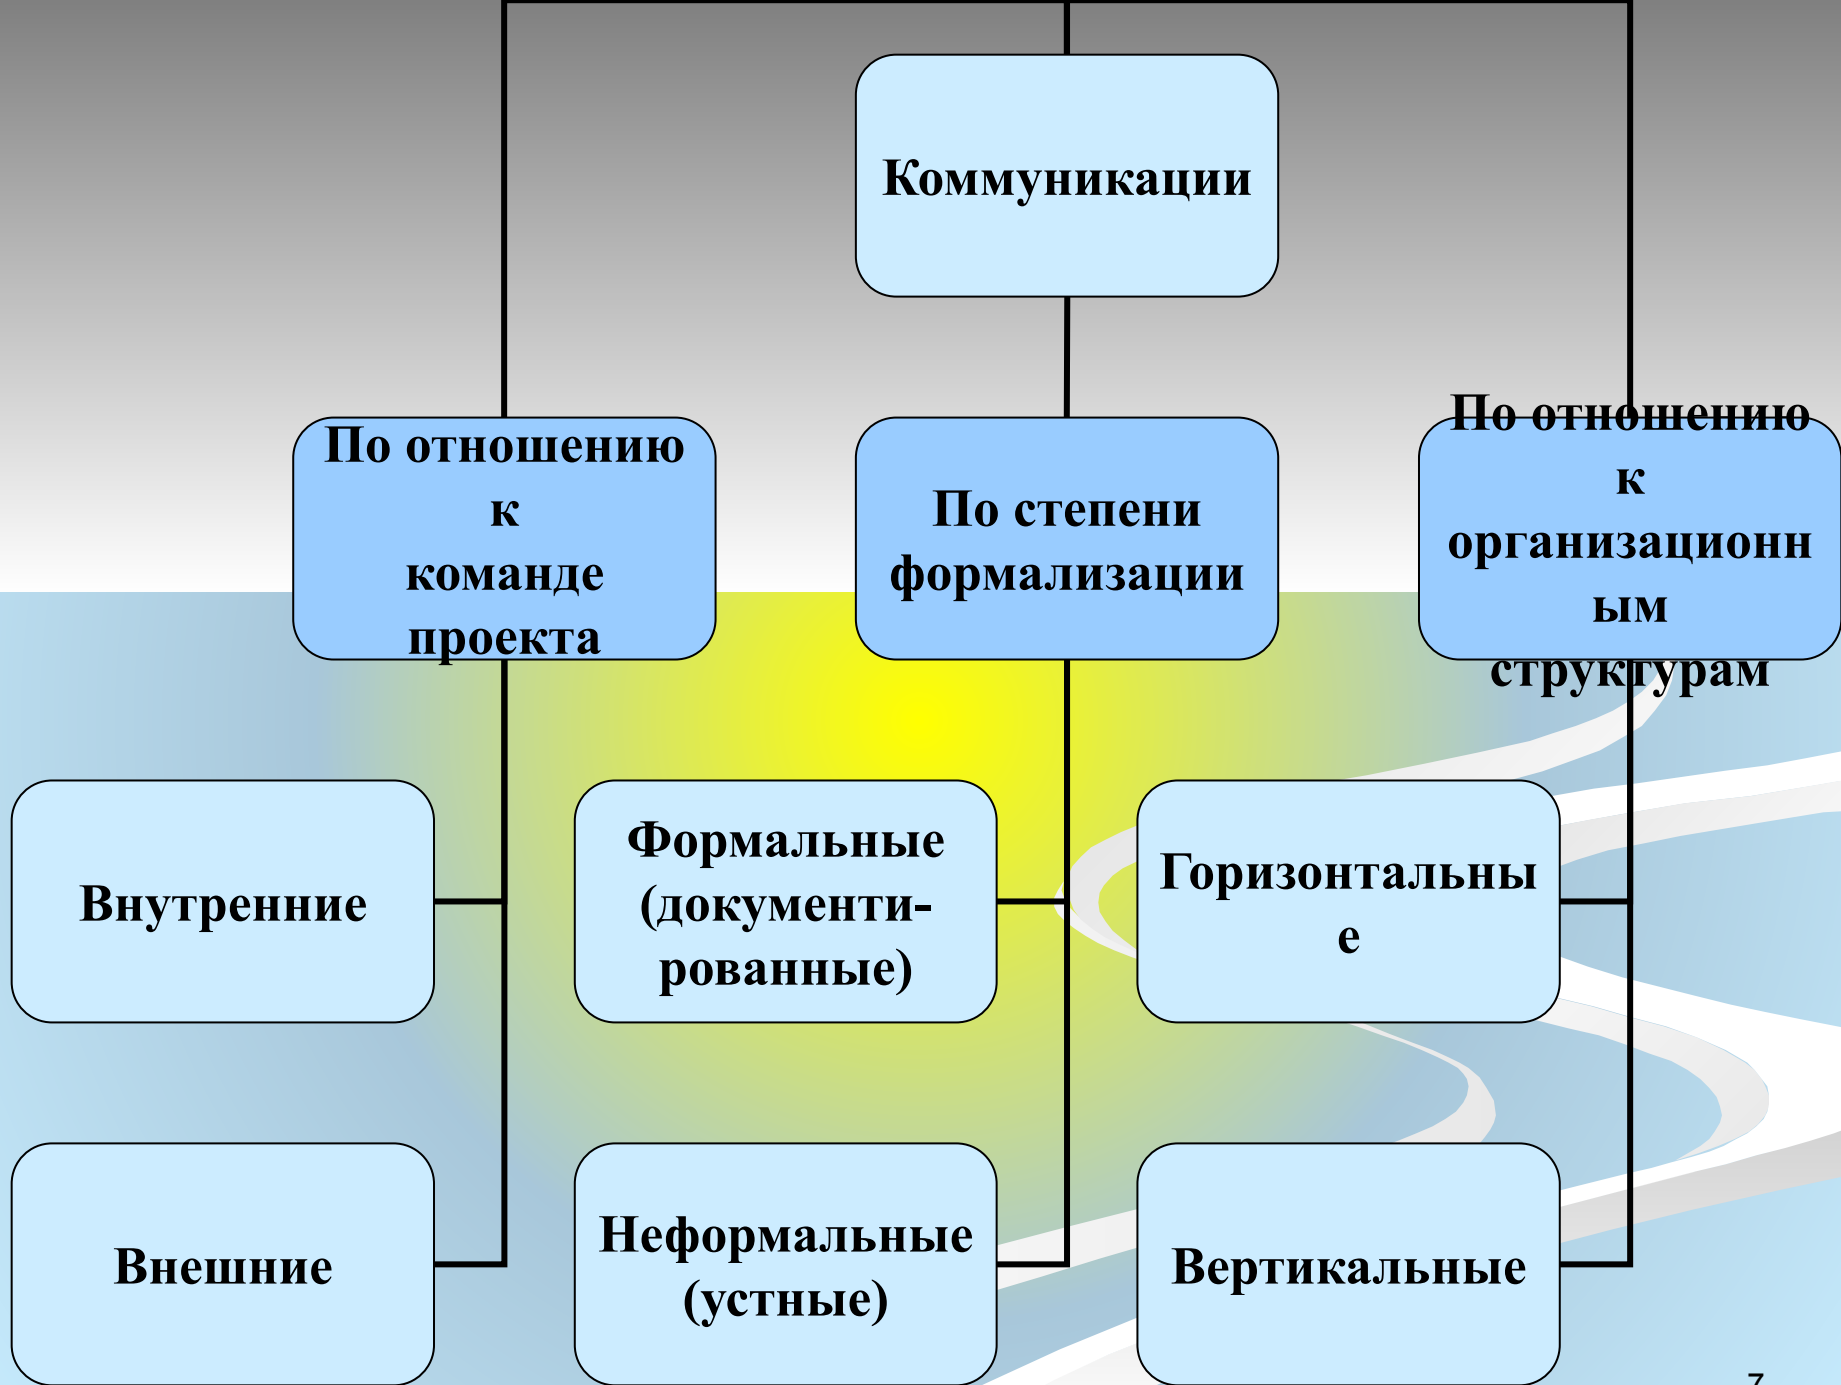 Коммуникации
По отношению
к
команде
проекта
По степени
формализации
По отношению
к
организационн
ым
структурам
Внутренние
Формальные
(документи-
рованные)
Горизонтальны
е
Внешние
Неформальные
(устные)
Вертикальные
7